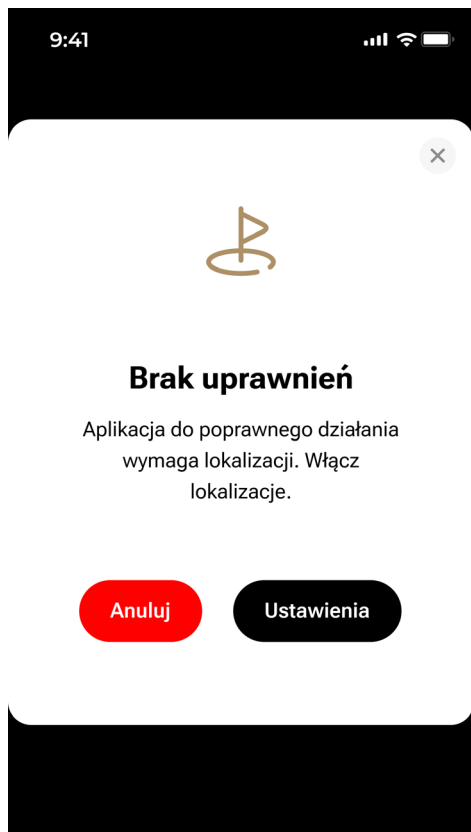 9:41
Brak uprawnień
Aplikacja do poprawnego działania
wymaga lokalizacji. Włącz
lokalizacje.
Anuluj
Ustawienia